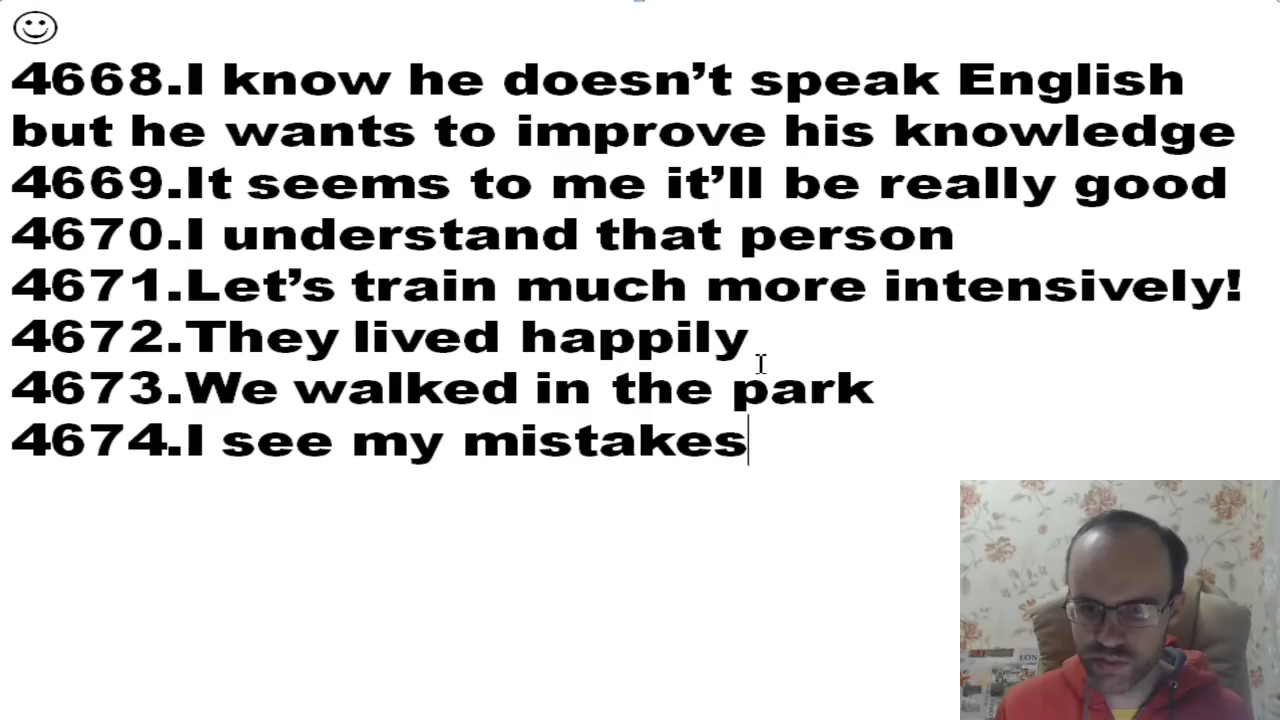 4668.I know he doesn’t speak English
but he wants to improve his knowledge
4669.It seems to me it’ll be really good
4670.I understand that person
4671.Let’s train much more intensively!
4672.They lived happily
4673.We walked in the park
4674.I see my mistakes